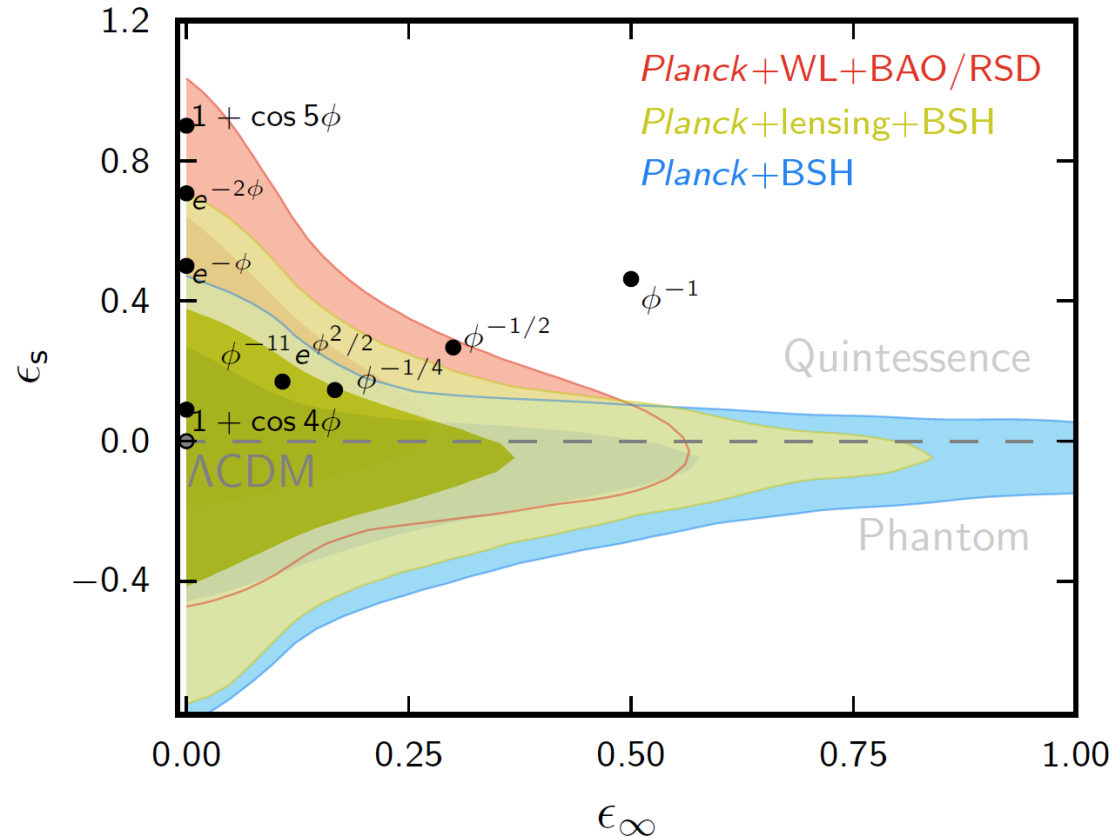 1.2
0.8
0.4
0.0
−0.4
ϵs
Planck+WL+BAO/RSD
Planck+lensing+BSH
Planck+BSH
1 + cos 5ϕ
e^{−2ϕ}
e^{−ϕ}
ϕ^{−1}
ϕ^{−1/2}
ϕ^{−11} e^{ϕ^2/2}
ϕ^{−1/4}
Quintessence
1 + cos 4ϕ
ΛCDM
Phantom
0.00 0.25 0.50 0.75 1.00
ϵ∞